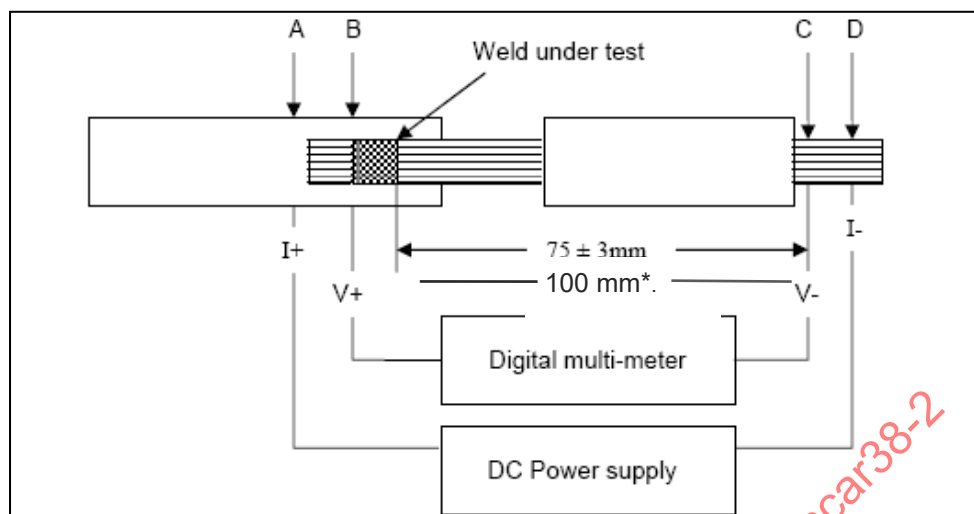 A B C D
Weld under test
I-
I+
75 ± 3mm
100 mm*.
V+ V-
Digital multi-meter
DC Power supply
car38-2